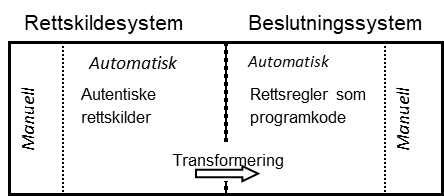 Rettskildesystem
Beslutningssystem
Manuell
Automatisk
Autentiske
rettskilder
Automatisk
Rettsregler som
programkode
Manuell
Transformering